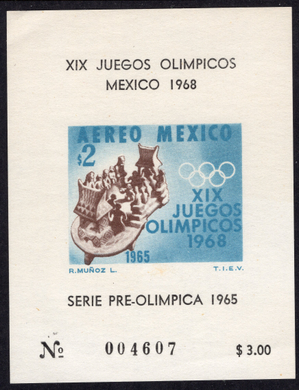 XIX JUEGOS OLIMPICOS
MEXICO 1968
AEREO MEXICO
$2
XIX
JUEGOS
OLIMPICOS
1968
1965
R.MUÑOZ L.
T.I.E.V.
SERIE PRE-OLIMPICA 1965
No 004607
$ 3.00